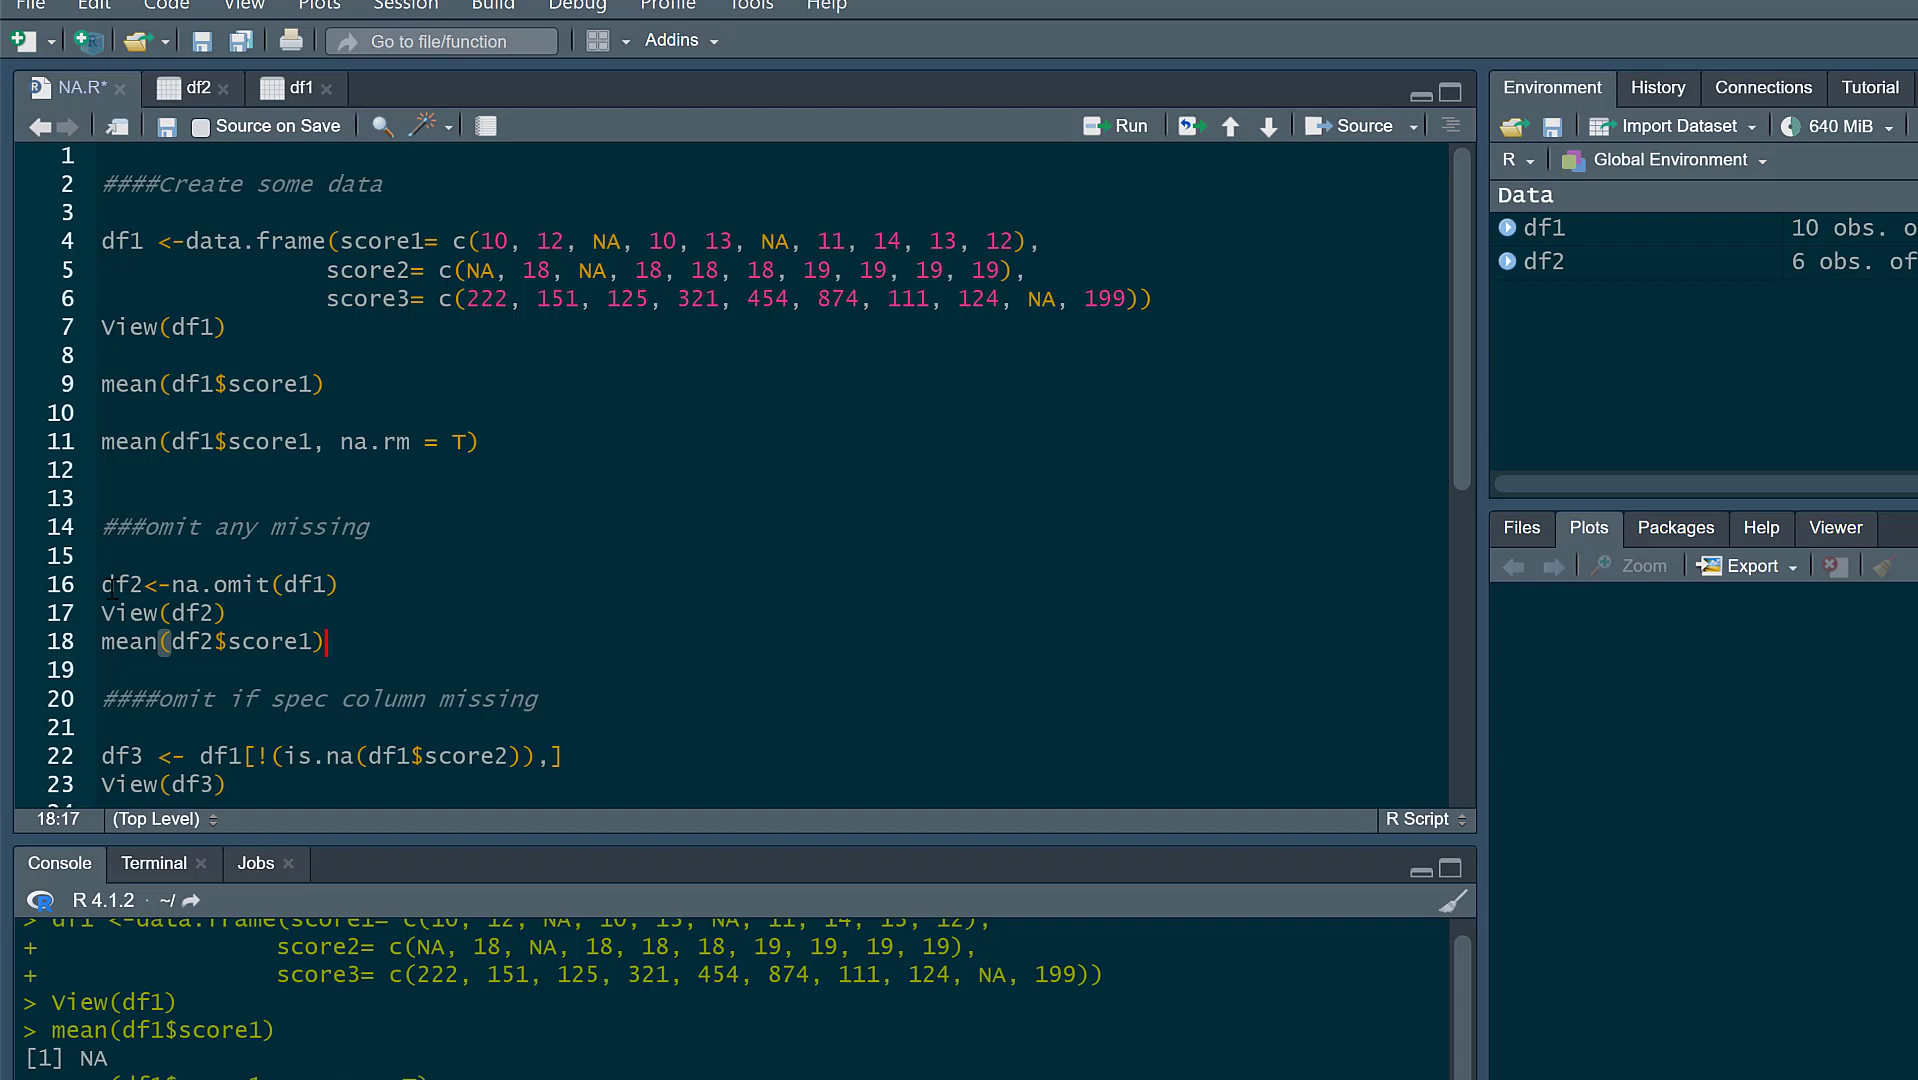 File Edit Code View Plots Session Build Debug Profile Tools Help
Go to file/function Addins
NA.R* df2 df1
Source on Save Run Source
1
2 ####Create some data
3
4 df1 <-data.frame(score1= c(10, 12, NA, 10, 13, NA, 11, 14, 13, 12),
5 score2= c(NA, 18, NA, 18, 18, 18, 19, 19, 19, 19),
6 score3= c(222, 151, 125, 321, 454, 874, 111, 124, NA, 199))
7 View(df1)
8
9 mean(df1$score1)
10
11 mean(df1$score1, na.rm = T)
12
13
14 ###omit any missing
15
16 df2<-na.omit(df1)
17 View(df2)
18 mean(df2$score1)
19
20 ####omit if spec column missing
21
22 df3 <- df1[!(is.na(df1$score2)),]
23 View(df3)
24
18:17 (Top Level) R Script
Console Terminal Jobs
R 4.1.2 · ~/
> df1 <-data.frame(score1= c(10, 12, NA, 10, 13, NA, 11, 14, 13, 12),
+ score2= c(NA, 18, NA, 18, 18, 18, 19, 19, 19, 19),
+ score3= c(222, 151, 125, 321, 454, 874, 111, 124, NA, 199))
> View(df1)
> mean(df1$score1)
[1] NA
Environment History Connections Tutorial
Import Dataset 640 MiB
R Global Environment
Data
df1 10 obs. o
df2 6 obs. of
Files Plots Packages Help Viewer
Zoom Export